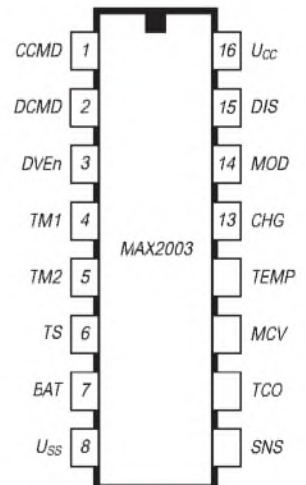 CCMD 1 16 Ucc
DCMD 2 15 DIS
DVEn 3 14 MOD
TM1 4 13 CHG
MAX2003
TM2 5 TEMP
TS 6 MCV
BAT 7 TCO
Uss 8 SNS